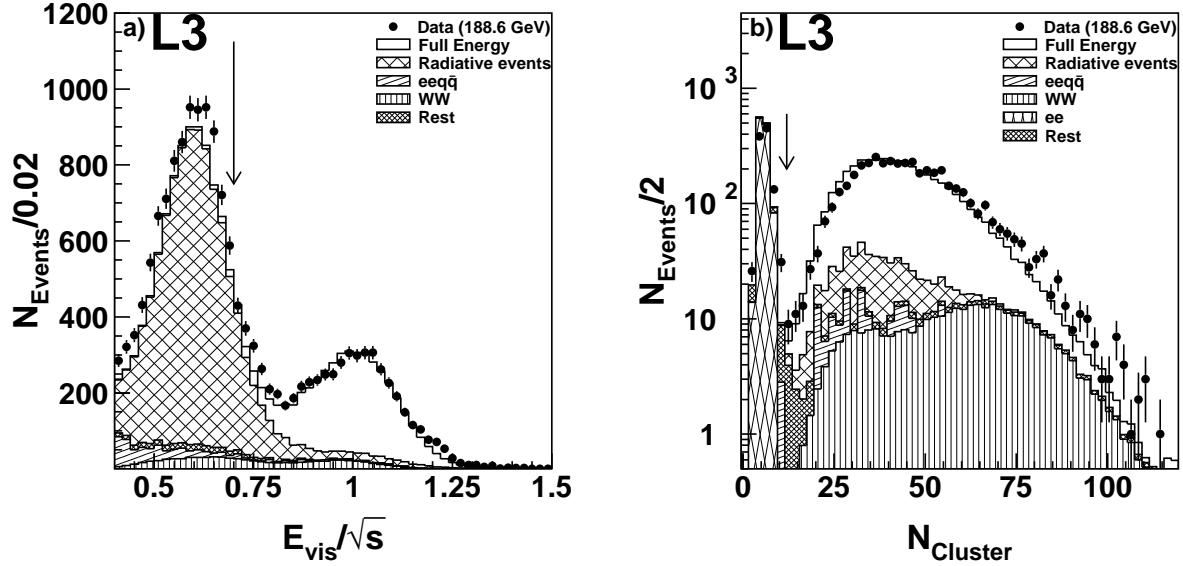 a) L3
Data (188.6 GeV)
Full Energy
Radiative events
eeqq̄
WW
Rest
N_Events/0.02
1200
1000
800
600
400
200
0.5 0.75 1 1.25 1.5
E_vis/√s
b) L3
Data (188.6 GeV)
Full Energy
Radiative events
eeqq̄
WW
ee
Rest
N_Events/2
10^3
10^2
10
1
0 25 50 75 100
N_Cluster